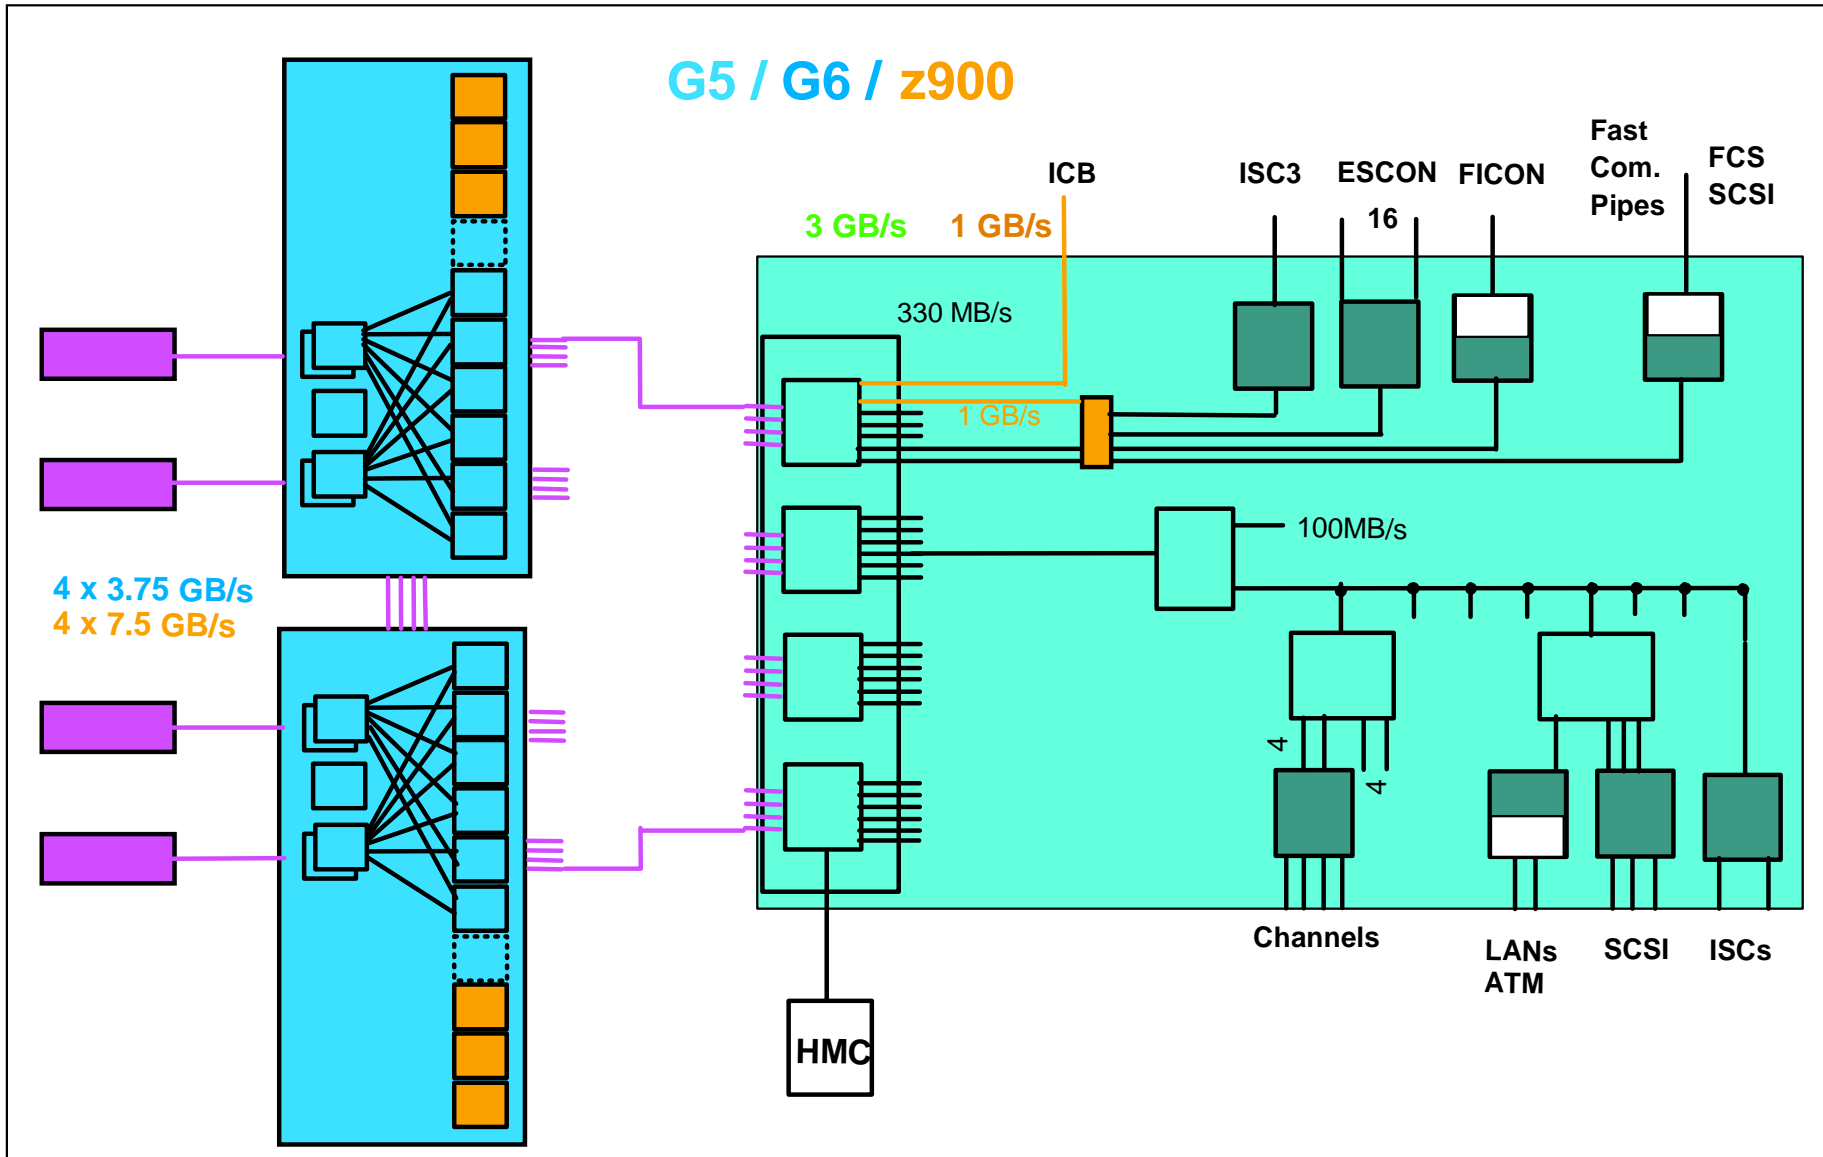 G5 / G6 / z900
ICB
ISC3
ESCON
16
FICON
Fast
Com.
Pipes
FCS
SCSI
3 GB/s
1 GB/s
330 MB/s
1 GB/s
100MB/s
4 x 3.75 GB/s
4 x 7.5 GB/s
4
4
Channels
LANs
ATM
SCSI
ISCs
HMC